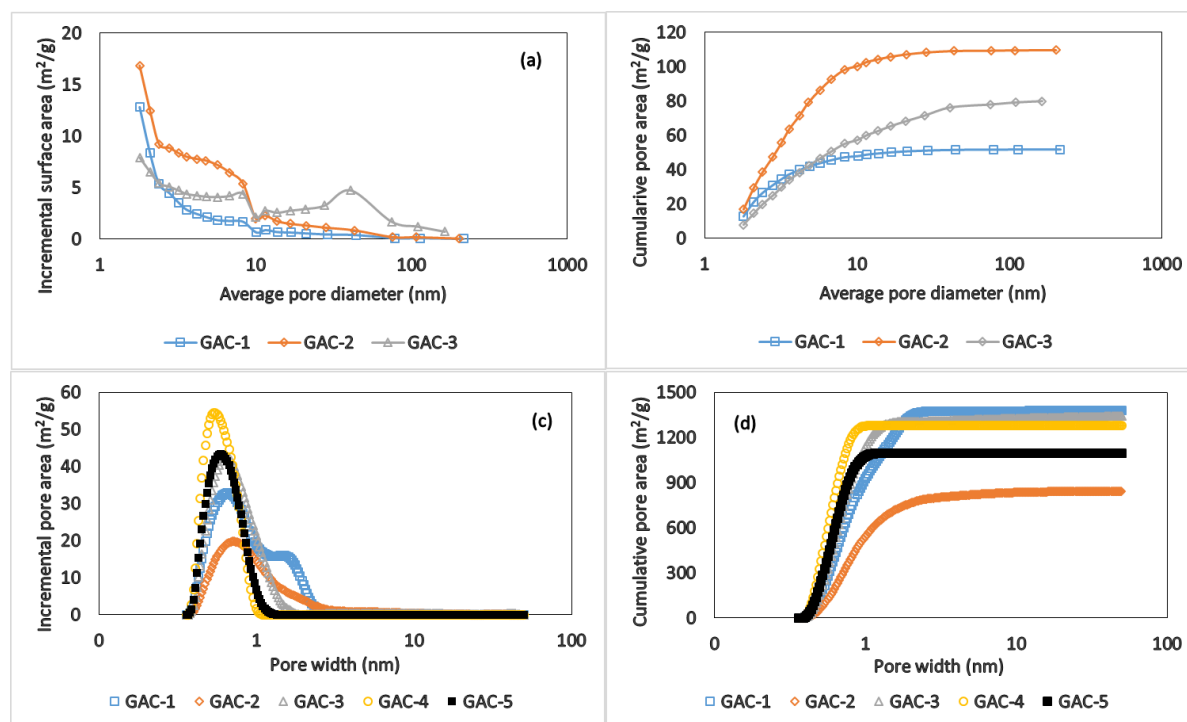 (a)
Incremental surface area (m²/g)
20
15
10
5
0
1 10 100 1000
Average pore diameter (nm)
GAC-1 GAC-2 GAC-3
Cumularive pore area (m²/g)
120
100
80
60
40
20
0
1 10 100 1000
Average pore diameter (nm)
GAC-1 GAC-2 GAC-3
(c)
Incremental pore area (m²/g)
60
50
40
30
20
10
0
0 1 10 100
Pore width (nm)
GAC-1 GAC-2 GAC-3 GAC-4 GAC-5
(d)
Cumulative pore area (m²/g)
1500
1200
900
600
300
0
0 1 10 100
Pore width (nm)
GAC-1 GAC-2 GAC-3 GAC-4 GAC-5